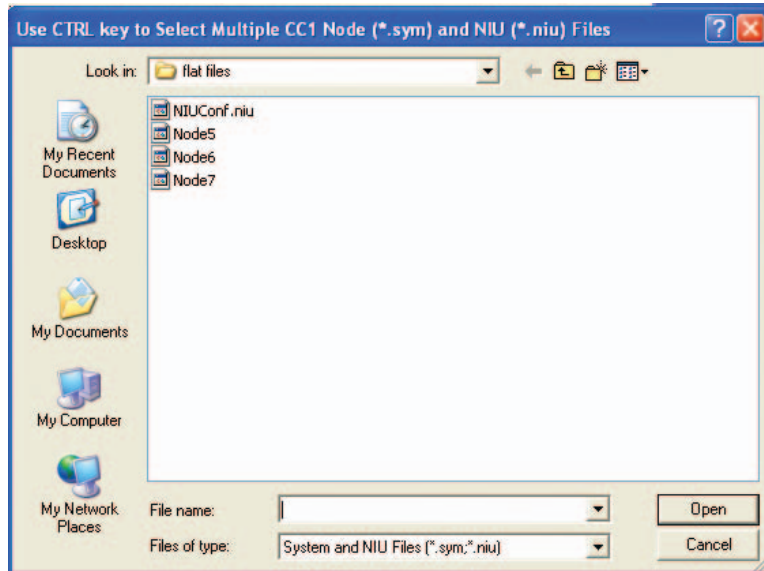 Use CTRL key to Select Multiple CC1 Node (*.sym) and NIU (*.niu) Files
Look in: flat files
NIUConf.niu
Node5
Node6
Node7
My Recent
Documents
Desktop
My Documents
My Computer
My Network
Places
File name:
Open
Files of type: System and NIU Files (*.sym;*.niu)
Cancel